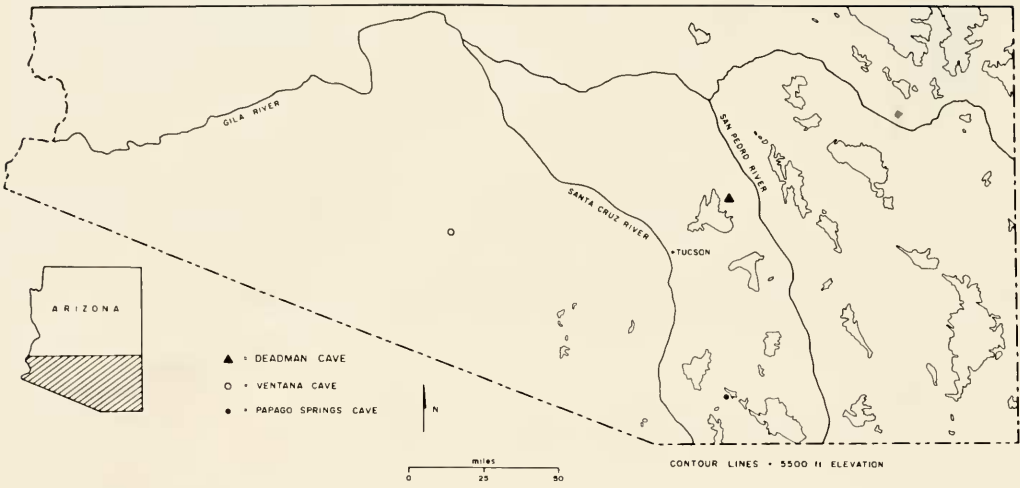 GILA RIVER
SAN PEDRO RIVER
SANTA CRUZ RIVER
TUCSON
ARIZONA
▲ = DEADMAN CAVE
○ = VENTANA CAVE
● = PAPAGO SPRINGS CAVE
N
miles
0 25 50
CONTOUR LINES = 5500 ft ELEVATION